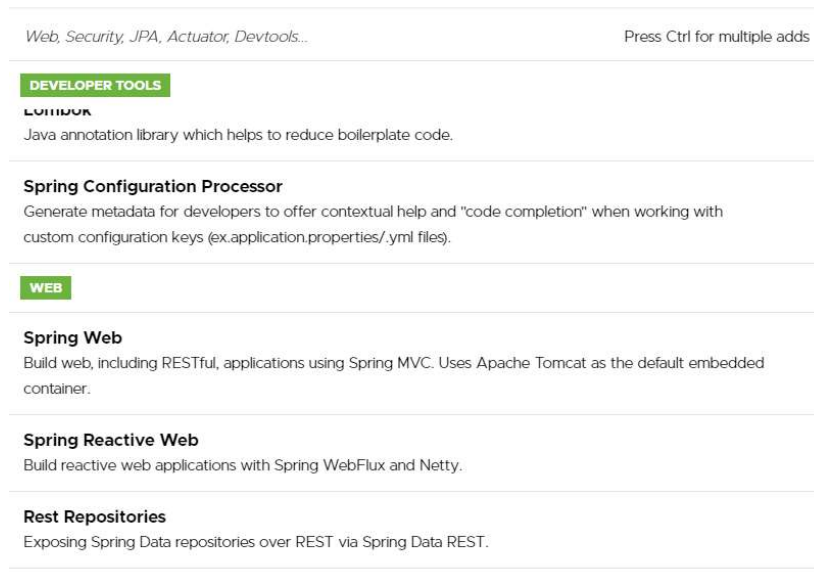 Web, Security, JPA, Actuator, Devtools... Press Ctrl for multiple adds
DEVELOPER TOOLS
Lombok
Java annotation library which helps to reduce boilerplate code.
Spring Configuration Processor
Generate metadata for developers to offer contextual help and "code completion" when working with
custom configuration keys (ex.application.properties/.yml files).
WEB
Spring Web
Build web, including RESTful, applications using Spring MVC. Uses Apache Tomcat as the default embedded
container.
Spring Reactive Web
Build reactive web applications with Spring WebFlux and Netty.
Rest Repositories
Exposing Spring Data repositories over REST via Spring Data REST.